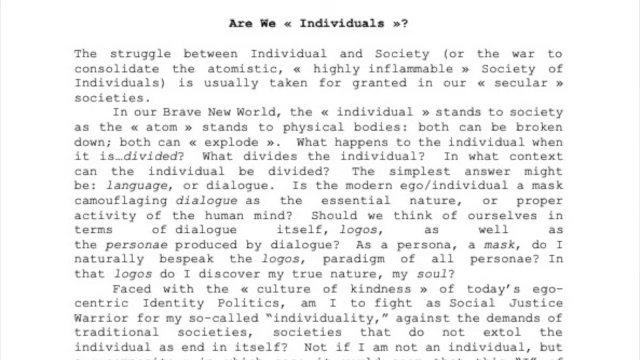 Are We « Individuals »?
The struggle between Individual and Society (or the war to
consolidate the atomistic, « highly inflammable » Society of
Individuals) is usually taken for granted in our « secular »
societies.
In our Brave New World, the « individual » stands to society
as the « atom » stands to physical bodies: both can be broken
down; both can « explode ». What happens to the individual when
it is…divided? What divides the individual? In what context
can the individual be divided? The simplest answer might
be: language, or dialogue. Is the modern ego/individual a mask
camouflaging dialogue as the essential nature, or proper
activity of the human mind? Should we think of ourselves in
terms of dialogue itself, logos, as well as
the personae produced by dialogue? As a persona, a mask, do I
naturally bespeak the logos, paradigm of all personae? In
that logos do I discover my true nature, my soul?
Faced with the « culture of kindness » of today's ego-
centric Identity Politics, am I to fight as Social Justice
Warrior for my so-called "individuality," against the demands of
traditional societies, societies that do not extol the
individual as end in itself? Not if I am not an individual, but